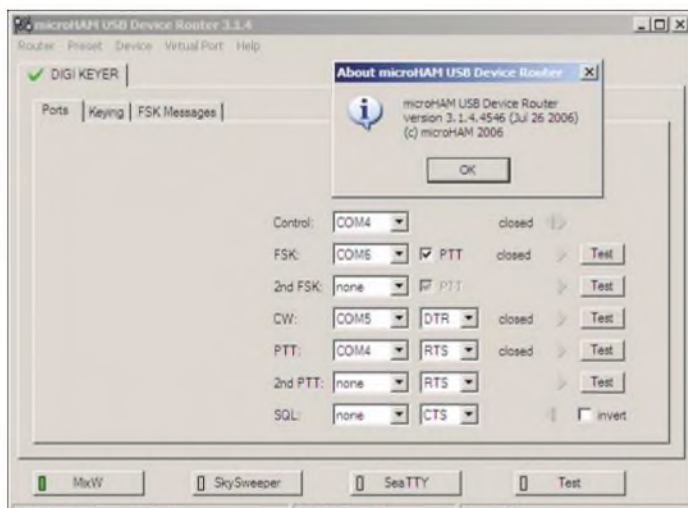 microHAM USB Device Router 3.1.4
Router Preset Device Virtual Port Help
DIGI KEYER
Ports Keying FSK Messages
About microHAM USB Device Router
microHAM USB Device Router
version 3.1.4.4546 (Jul 26 2006)
(c) microHAM 2006
OK
Control: COM4 closed
FSK: COM6 PTT closed Test
2nd FSK: none PTT Test
CW: COM5 DTR closed Test
PTT: COM4 RTS closed Test
2nd PTT: none RTS Test
SQL: none CTS invert
MixW SkySweeper SeaTTY Test